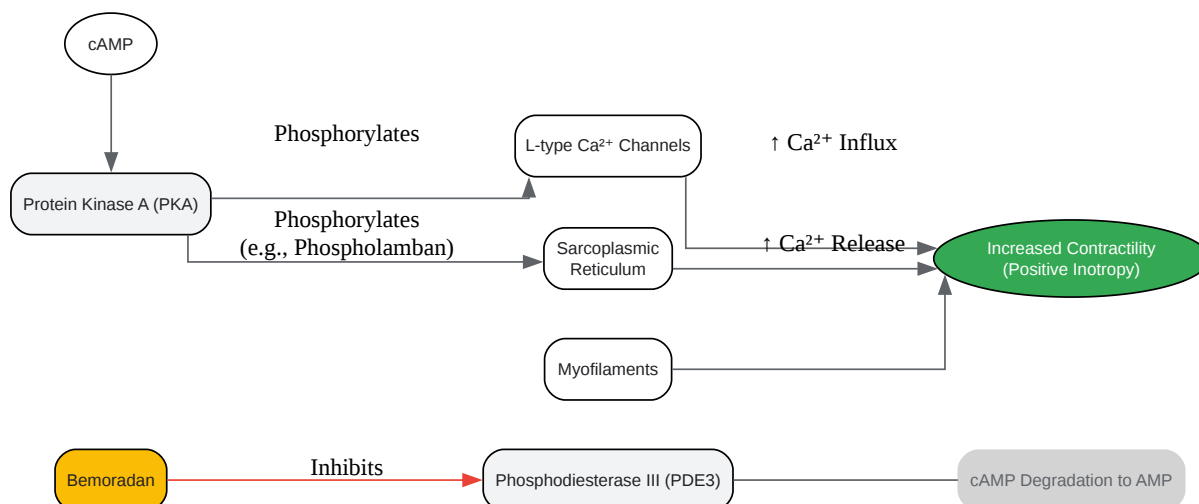 cAMP
Phosphorylates
L-type Ca²⁺ Channels
↑ Ca²⁺ Influx
Protein Kinase A (PKA)
Phosphorylates
(e.g., Phospholamban)
Sarcoplasmic
Reticulum
↑ Ca²⁺ Release
Increased Contractility
(Positive Inotropy)
Myofilaments
Bemoradan
Inhibits
Phosphodiesterase III (PDE3)
cAMP Degradation to AMP